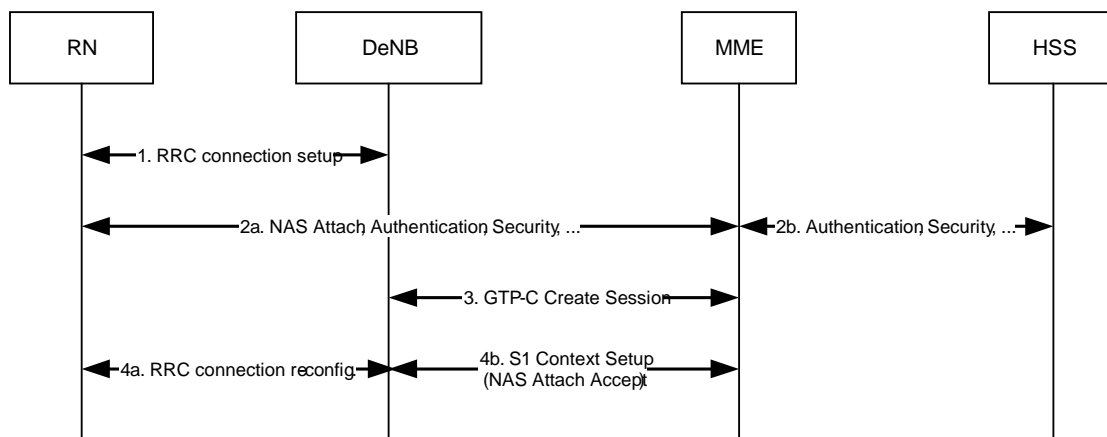 RN
DeNB
MME
HSS
1. RRC connection setup
2a. NAS Attach, Authentication, Security, ...
2b. Authentication, Security, ...
3. GTP-C Create Session
4a. RRC connection reconfig.
4b. S1 Context Setup
(NAS Attach Accept)